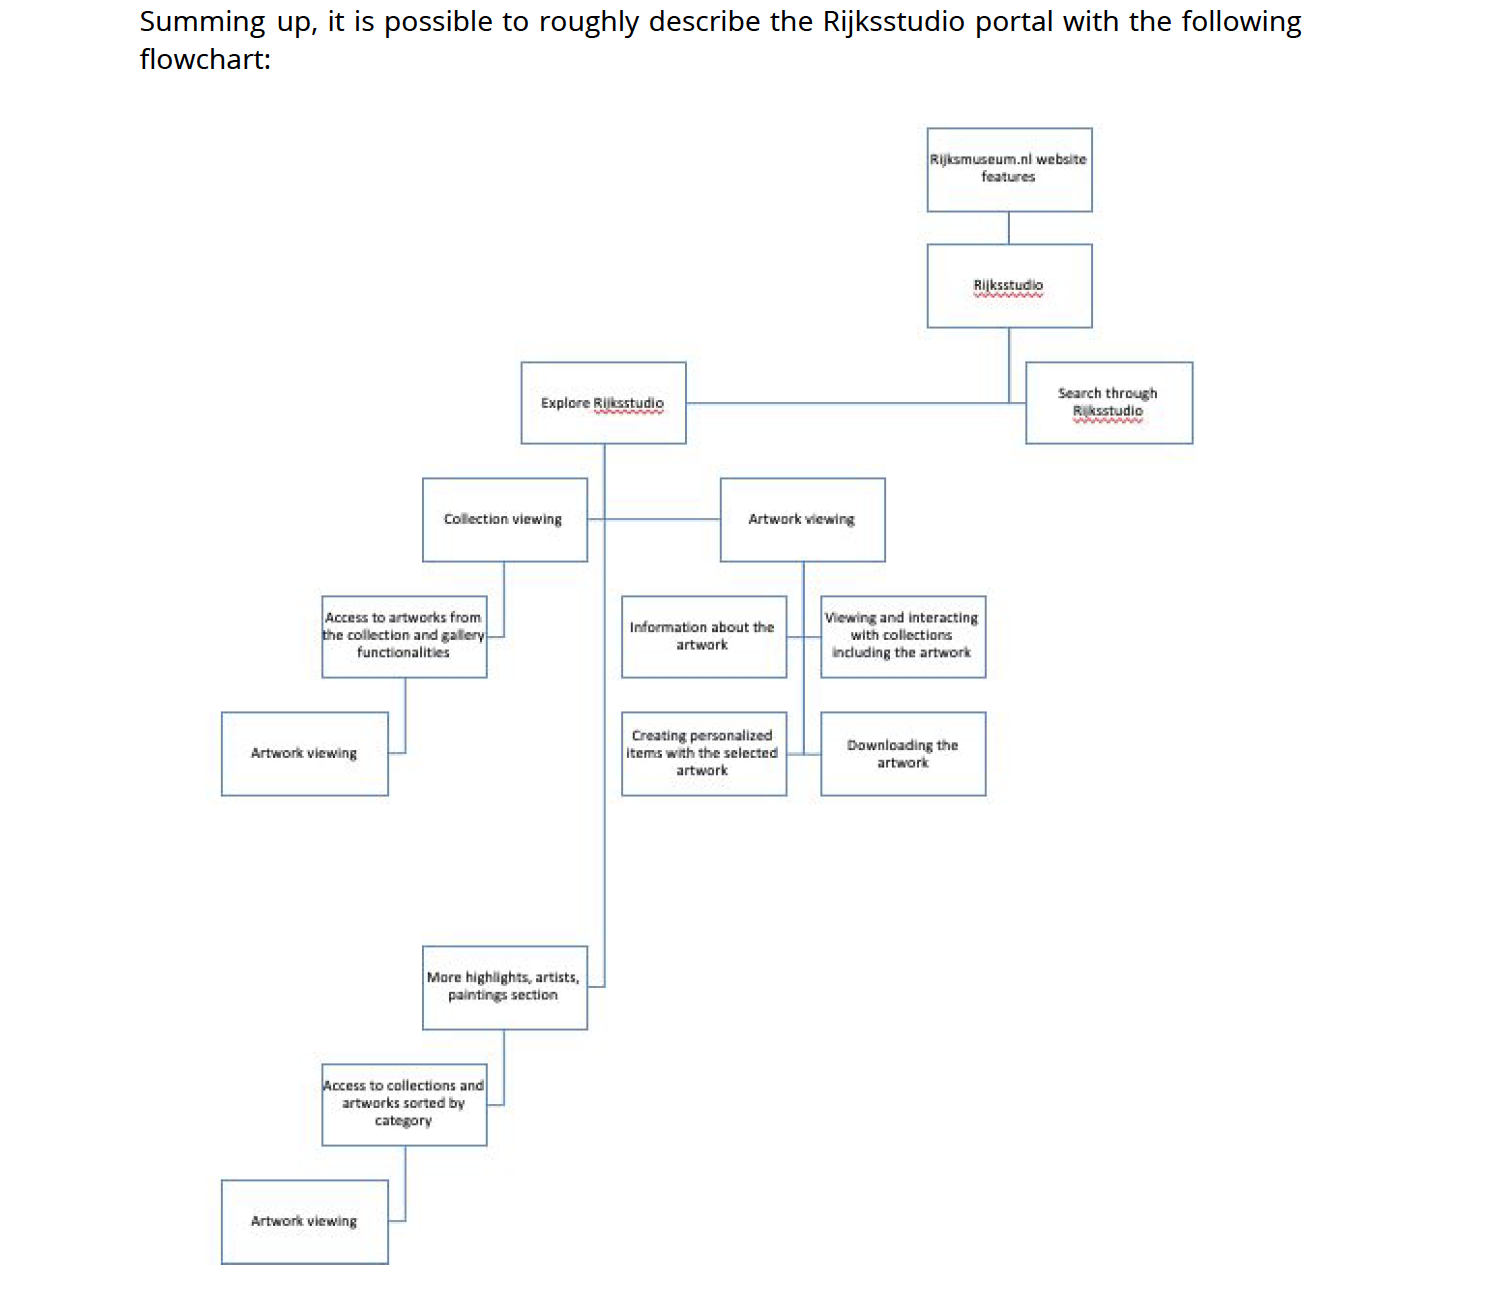 Summing up, it is possible to roughly describe the Rijksstudio portal with the following
flowchart:
Rijksmuseum.nl website
features
Rijksstudio
Explore Rijksstudio
Search through
Rijksstudio
Collection viewing
Artwork viewing
Access to artworks from
the collection and gallery
functionalities
Information about the
artwork
Viewing and interacting
with collections
including the artwork
Artwork viewing
Creating personalized
items with the selected
artwork
Downloading the
artwork
More highlights, artists,
paintings section
Access to collections and
artworks sorted by
category
Artwork viewing